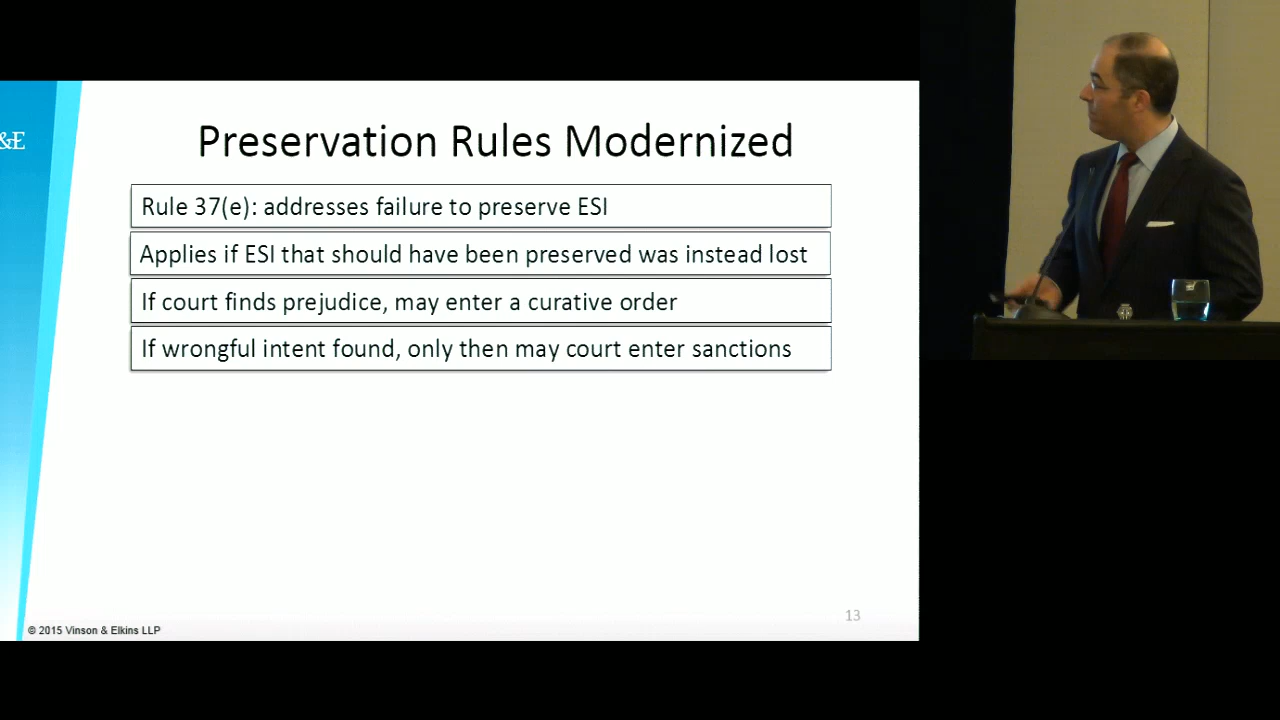 &E
Preservation Rules Modernized
Rule 37(e): addresses failure to preserve ESI
Applies if ESI that should have been preserved was instead lost
If court finds prejudice, may enter a curative order
If wrongful intent found, only then may court enter sanctions
13
© 2015 Vinson & Elkins LLP